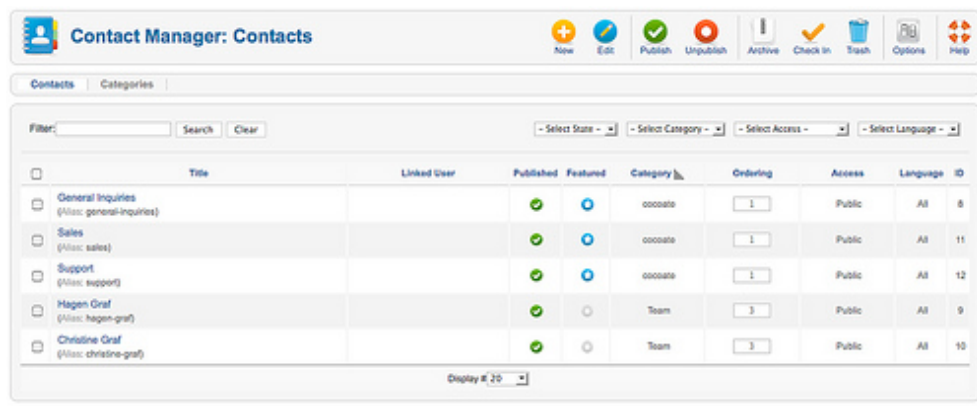 Contact Manager: Contacts
New Edit Publish Unpublish Archive Check In Trash Options Help
Contacts Categories
Filter: Search Clear - Select State - - Select Category - - Select Access - - Select Language -
Title Linked User Published Featured Category Ordering Access Language ID
General Inquiries cocoate 1 Public All 8
(Alias: general-inquiries)
Sales cocoate 1 Public All 11
(Alias: sales)
Support cocoate 1 Public All 12
(Alias: support)
Hagen Graf Team 3 Public All 9
(Alias: hagen-graf)
Christine Graf Team 3 Public All 10
(Alias: christine-graf)
Display # 20